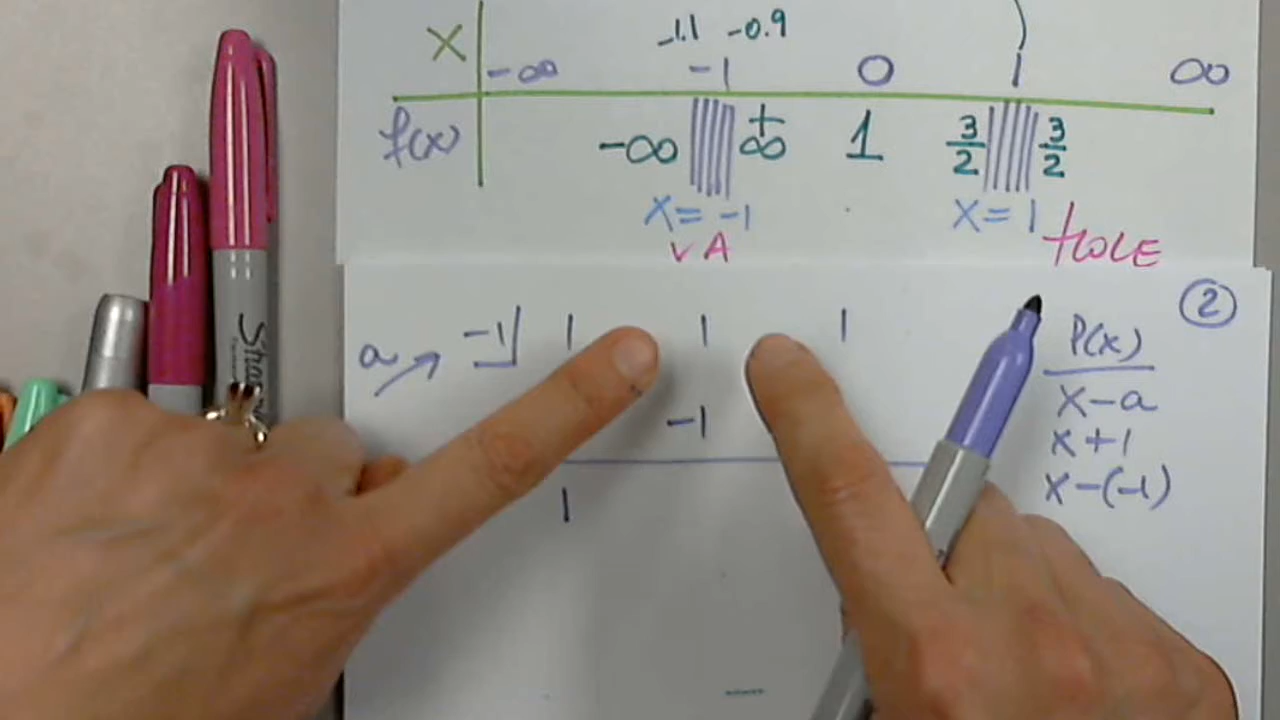 -1.1 -0.9
X -∞ -1 0 1 ∞
f(x) -∞ +∞ 1 3/2 3/2
X= -1 X= 1
VA HOLE
2
a -1 1 1 1 P(x)
x-a
-1 x+1
x-(-1)
1
Sha